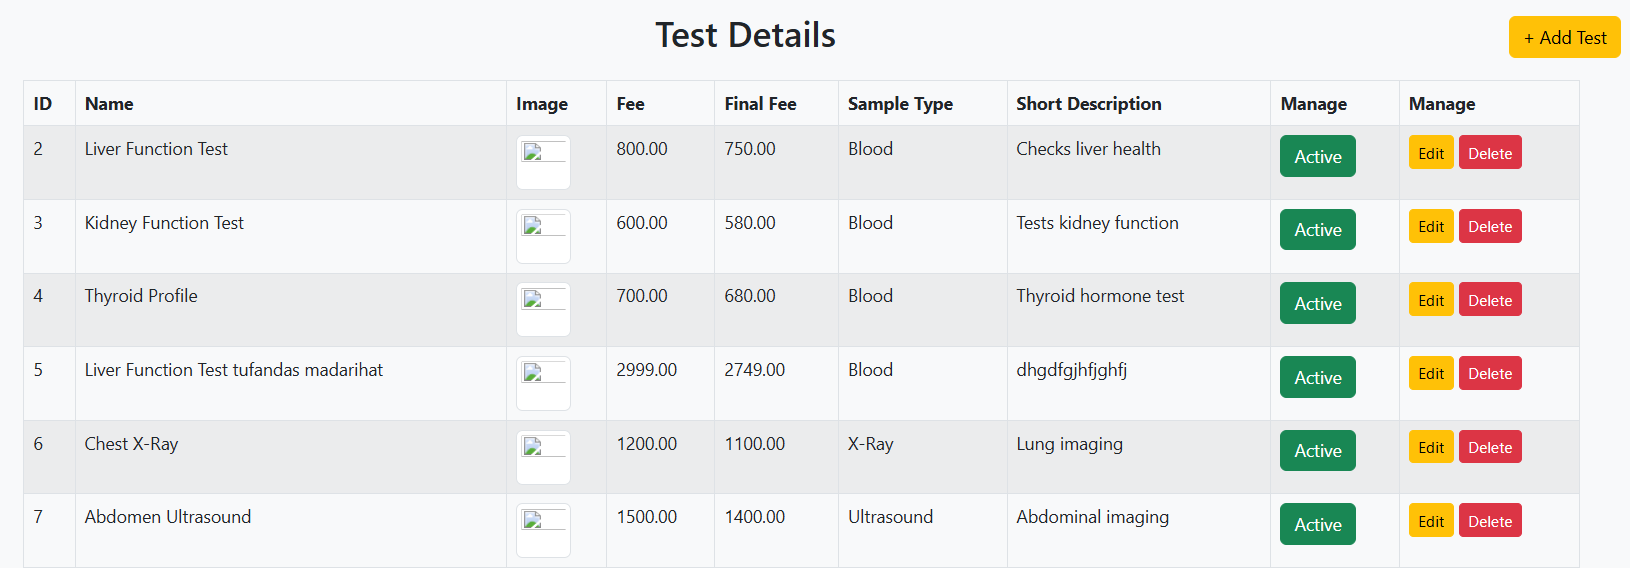 Test Details
+ Add Test
ID Name Image Fee Final Fee Sample Type Short Description Manage Manage
2 Liver Function Test 800.00 750.00 Blood Checks liver health Active Edit Delete
3 Kidney Function Test 600.00 580.00 Blood Tests kidney function Active Edit Delete
4 Thyroid Profile 700.00 680.00 Blood Thyroid hormone test Active Edit Delete
5 Liver Function Test tufandas madarihat 2999.00 2749.00 Blood dhgdfgjhfjghfj Active Edit Delete
6 Chest X-Ray 1200.00 1100.00 X-Ray Lung imaging Active Edit Delete
7 Abdomen Ultrasound 1500.00 1400.00 Ultrasound Abdominal imaging Active Edit Delete